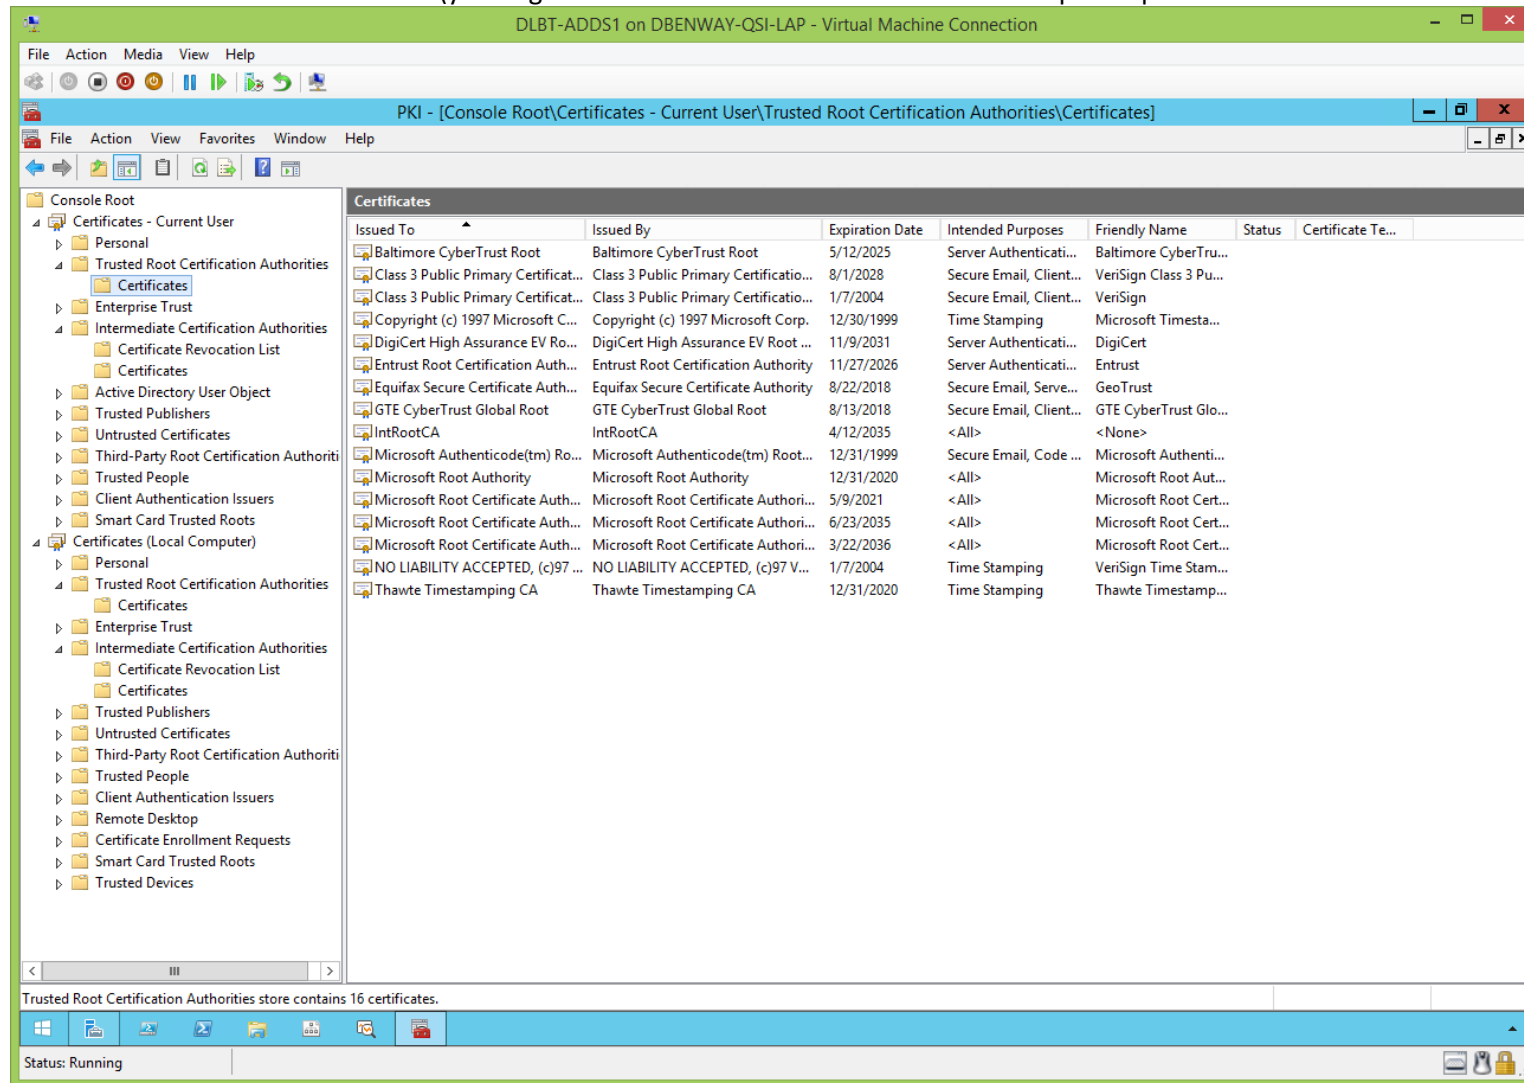 DLBT-ADDS1 on DBENWAY-QSI-LAP - Virtual Machine Connection
File Action Media View Help
PKI - [Console Root\Certificates - Current User\Trusted Root Certification Authorities\Certificates]
File Action View Favorites Window Help
Console Root
Certificates - Current User
Personal
Trusted Root Certification Authorities
Certificates
Enterprise Trust
Intermediate Certification Authorities
Certificate Revocation List
Certificates
Active Directory User Object
Trusted Publishers
Untrusted Certificates
Third-Party Root Certification Authoriti
Trusted People
Client Authentication Issuers
Smart Card Trusted Roots
Certificates (Local Computer)
Personal
Trusted Root Certification Authorities
Certificates
Enterprise Trust
Intermediate Certification Authorities
Certificate Revocation List
Certificates
Trusted Publishers
Untrusted Certificates
Third-Party Root Certification Authoriti
Trusted People
Client Authentication Issuers
Remote Desktop
Certificate Enrollment Requests
Smart Card Trusted Roots
Trusted Devices
Certificates
Issued To Issued By Expiration Date Intended Purposes Friendly Name Status Certificate Te...
Baltimore CyberTrust Root Baltimore CyberTrust Root 5/12/2025 Server Authenticati... Baltimore CyberTru...
Class 3 Public Primary Certificat... Class 3 Public Primary Certificatio... 8/1/2028 Secure Email, Client... VeriSign Class 3 Pu...
Class 3 Public Primary Certificat... Class 3 Public Primary Certificatio... 1/7/2004 Secure Email, Client... VeriSign
Copyright (c) 1997 Microsoft C... Copyright (c) 1997 Microsoft Corp. 12/30/1999 Time Stamping Microsoft Timesta...
DigiCert High Assurance EV Ro... DigiCert High Assurance EV Root ... 11/9/2031 Server Authenticati... DigiCert
Entrust Root Certification Auth... Entrust Root Certification Authority 11/27/2026 Server Authenticati... Entrust
Equifax Secure Certificate Auth... Equifax Secure Certificate Authority 8/22/2018 Secure Email, Serve... GeoTrust
GTE CyberTrust Global Root GTE CyberTrust Global Root 8/13/2018 Secure Email, Client... GTE CyberTrust Glo...
IntRootCA IntRootCA 4/12/2035 <All> <None>
Microsoft Authenticode(tm) Ro... Microsoft Authenticode(tm) Root... 12/31/1999 Secure Email, Code ... Microsoft Authenti...
Microsoft Root Authority Microsoft Root Authority 12/31/2020 <All> Microsoft Root Aut...
Microsoft Root Certificate Auth... Microsoft Root Certificate Authori... 5/9/2021 <All> Microsoft Root Cert...
Microsoft Root Certificate Auth... Microsoft Root Certificate Authori... 6/23/2035 <All> Microsoft Root Cert...
Microsoft Root Certificate Auth... Microsoft Root Certificate Authori... 3/22/2036 <All> Microsoft Root Cert...
NO LIABILITY ACCEPTED, (c)97 ... NO LIABILITY ACCEPTED, (c)97 V... 1/7/2004 Time Stamping VeriSign Time Stam...
Thawte Timestamping CA Thawte Timestamping CA 12/31/2020 Time Stamping Thawte Timestamp...
Trusted Root Certification Authorities store contains 16 certificates.
Status: Running